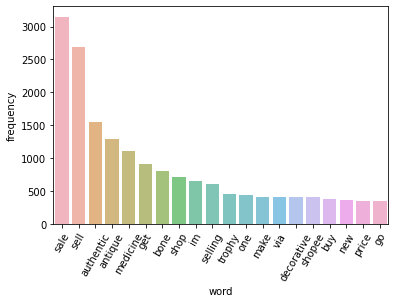 3000
2500
2000
1500
1000
500
0
frequency
sale
sell
authentic
antique
medicine
get
bone
shop
im
selling
trophy
one
make
via
decorative
shopee
buy
new
price
go
word